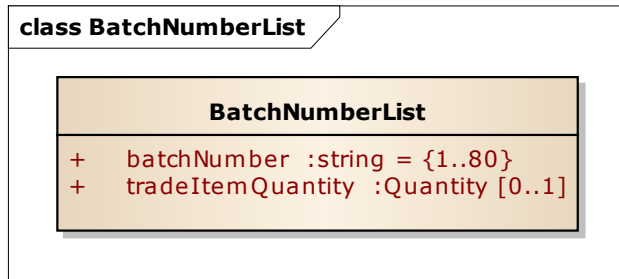 class BatchNumberList
BatchNumberList
+ batchNumber :string = {1..80}
+ tradeItemQuantity :Quantity [0..1]